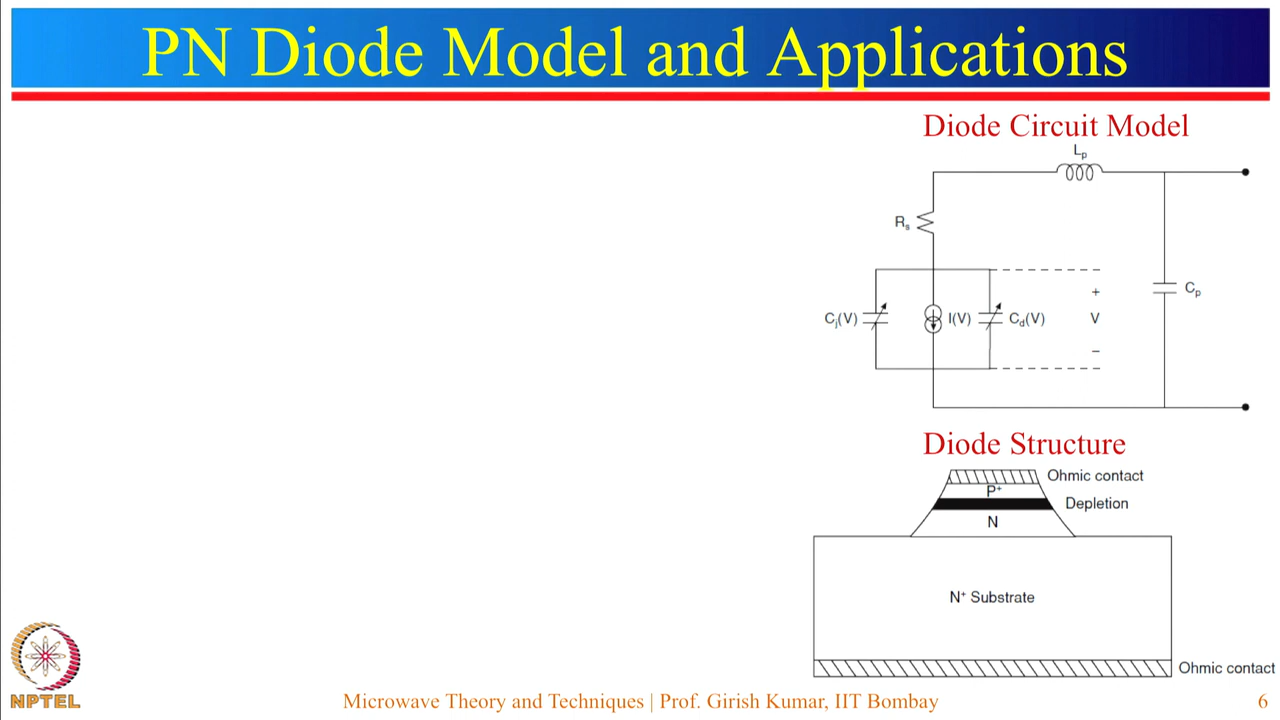 PN Diode Model and Applications
Diode Circuit Model
Lp
Rs
Cj(V)
I(V)
Cd(V)
+
V
−
Cp
Diode Structure
Ohmic contact
P+
Depletion
N
N+ Substrate
Ohmic contact
NPTEL
Microwave Theory and Techniques | Prof. Girish Kumar, IIT Bombay
6